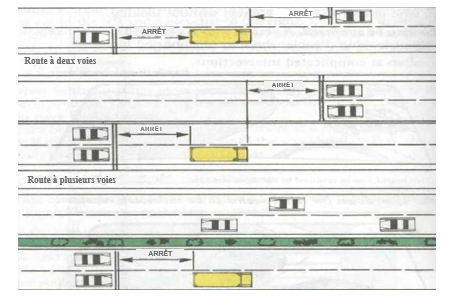 ARRÊT
ARRÊT
Route à deux voies
ARRÊT
ARRÊT
Route à plusieurs voies
ARRÊT